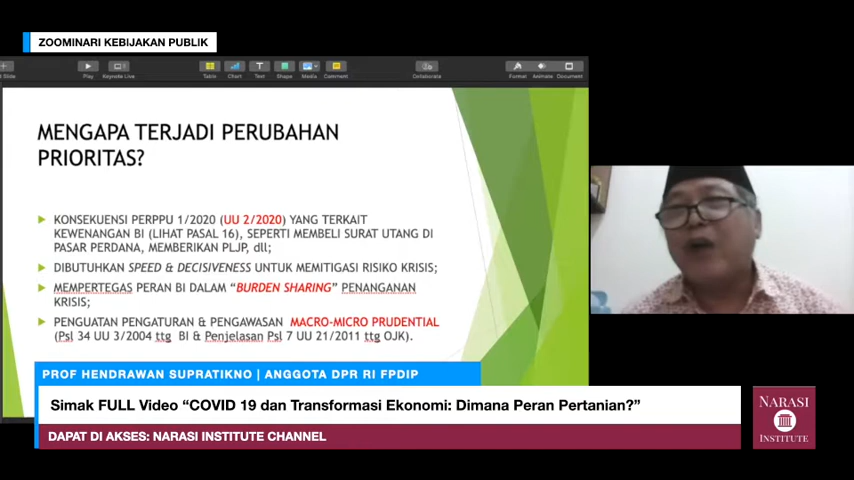 ZOOMINARI KEBIJAKAN PUBLIK
Play
Keynote Live
Table
Chart
Text
Shape
Media
Comment
Collaborate
Format
Animate
Document
MENGAPA TERJADI PERUBAHAN
PRIORITAS?
KONSEKUENSI PERPPU 1/2020 (UU 2/2020) YANG TERKAIT
KEWENANGAN BI (LIHAT PASAL 16), SEPERTI MEMBELI SURAT UTANG DI
PASAR PERDANA, MEMBERIKAN PLJP, dll;
DIBUTUHKAN SPEED & DECISIVENESS UNTUK MEMITIGASI RISIKO KRISIS;
MEMPERTEGAS PERAN BI DALAM “BURDEN SHARING” PENANGANAN
KRISIS;
PENGUATAN PENGATURAN & PENGAWASAN MACRO-MICRO PRUDENTIAL
(Psl 34 UU 3/2004 ttg BI & Penjelasan Psl 7 UU 21/2011 ttg OJK).
PROF HENDRAWAN SUPRATIKNO | ANGGOTA DPR RI FPDIP
Simak FULL Video “COVID 19 dan Transformasi Ekonomi: Dimana Peran Pertanian?”
DAPAT DI AKSES: NARASI INSTITUTE CHANNEL
NARASI
INSTITUTE